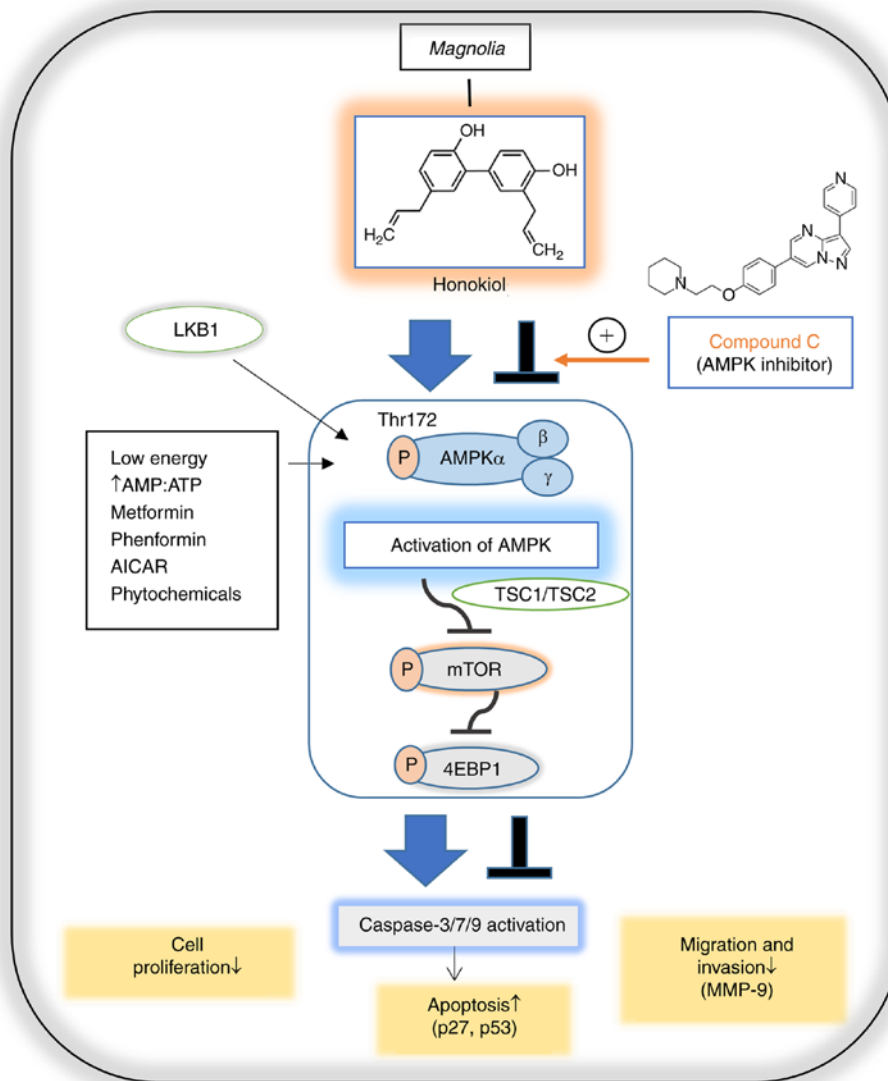 Magnolia
OH
OH
H₂C
CH₂
Honokiol
N
N
N
N
N
O
+
Compound C
(AMPK inhibitor)
LKB1
Low energy
↑AMP:ATP
Metformin
Phenformin
AICAR
Phytochemicals
Thr172
P
AMPKα
β
γ
Activation of AMPK
TSC1/TSC2
P
mTOR
P
4EBP1
Caspase-3/7/9 activation
Cell
proliferation↓
Apoptosis↑
(p27, p53)
Migration and
invasion↓
(MMP-9)